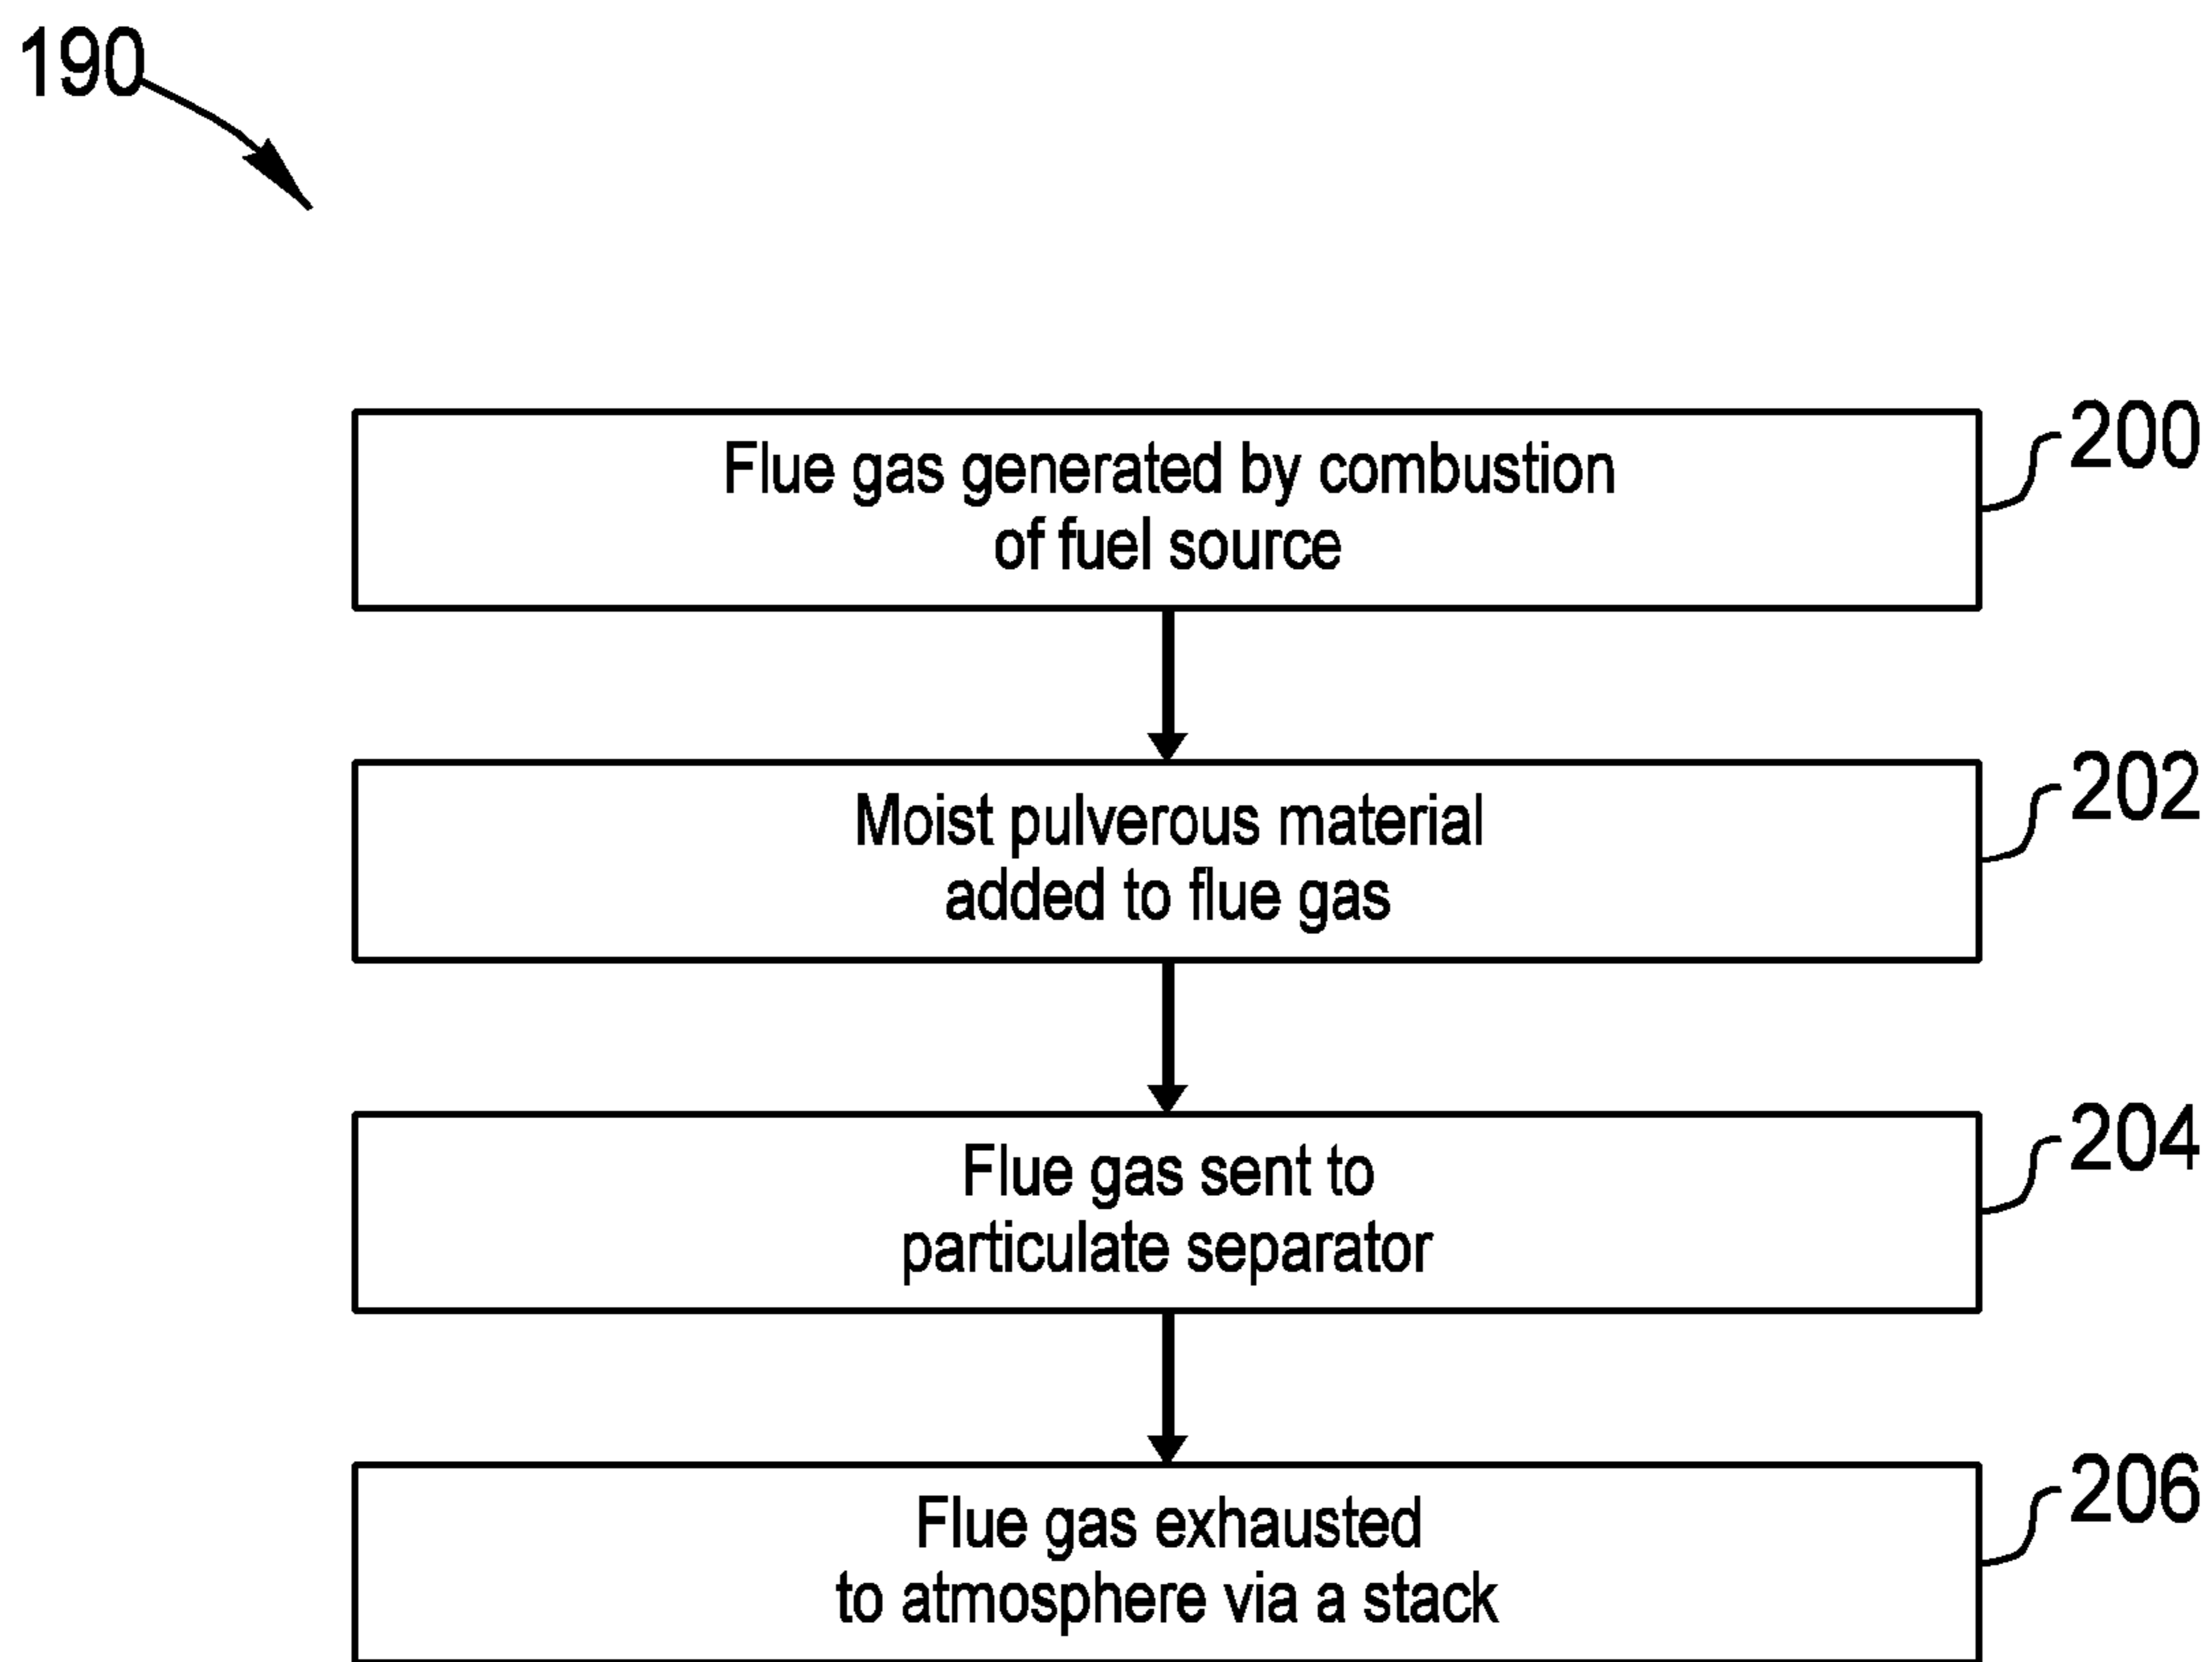 190
Flue gas generated by combustion
of fuel source
200
Moist pulverous material
added to flue gas
202
Flue gas sent to
particulate separator
204
Flue gas exhausted
to atmosphere via a stack
206